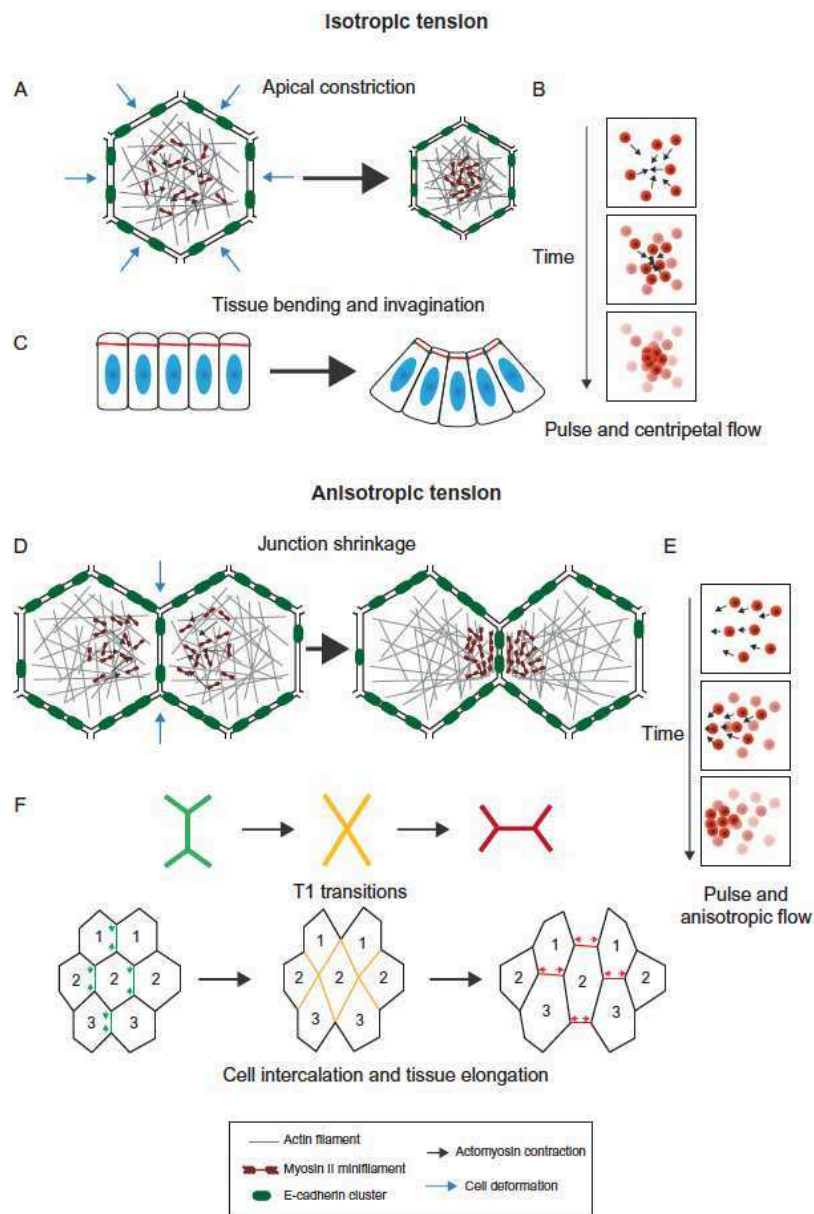 Isotropic tension
A
Apical constriction
B
Time
Tissue bending and invagination
C
Pulse and centripetal flow
Anisotropic tension
D
Junction shrinkage
E
Time
F
T1 transitions
Pulse and
anisotropic flow
1 1
2 2 2
3 3
1 1
2 2 2
3 3
1 1
2 2 2
3 3
Cell intercalation and tissue elongation
Actin filament
Myosin II minifilament
E-cadherin cluster
Actomyosin contraction
Cell deformation